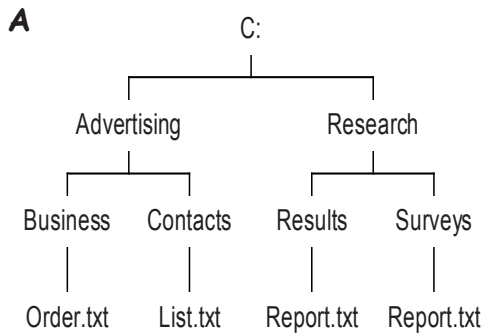 A
C:
Advertising Research
Business Contacts Results Surveys
Order.txt List.txt Report.txt Report.txt